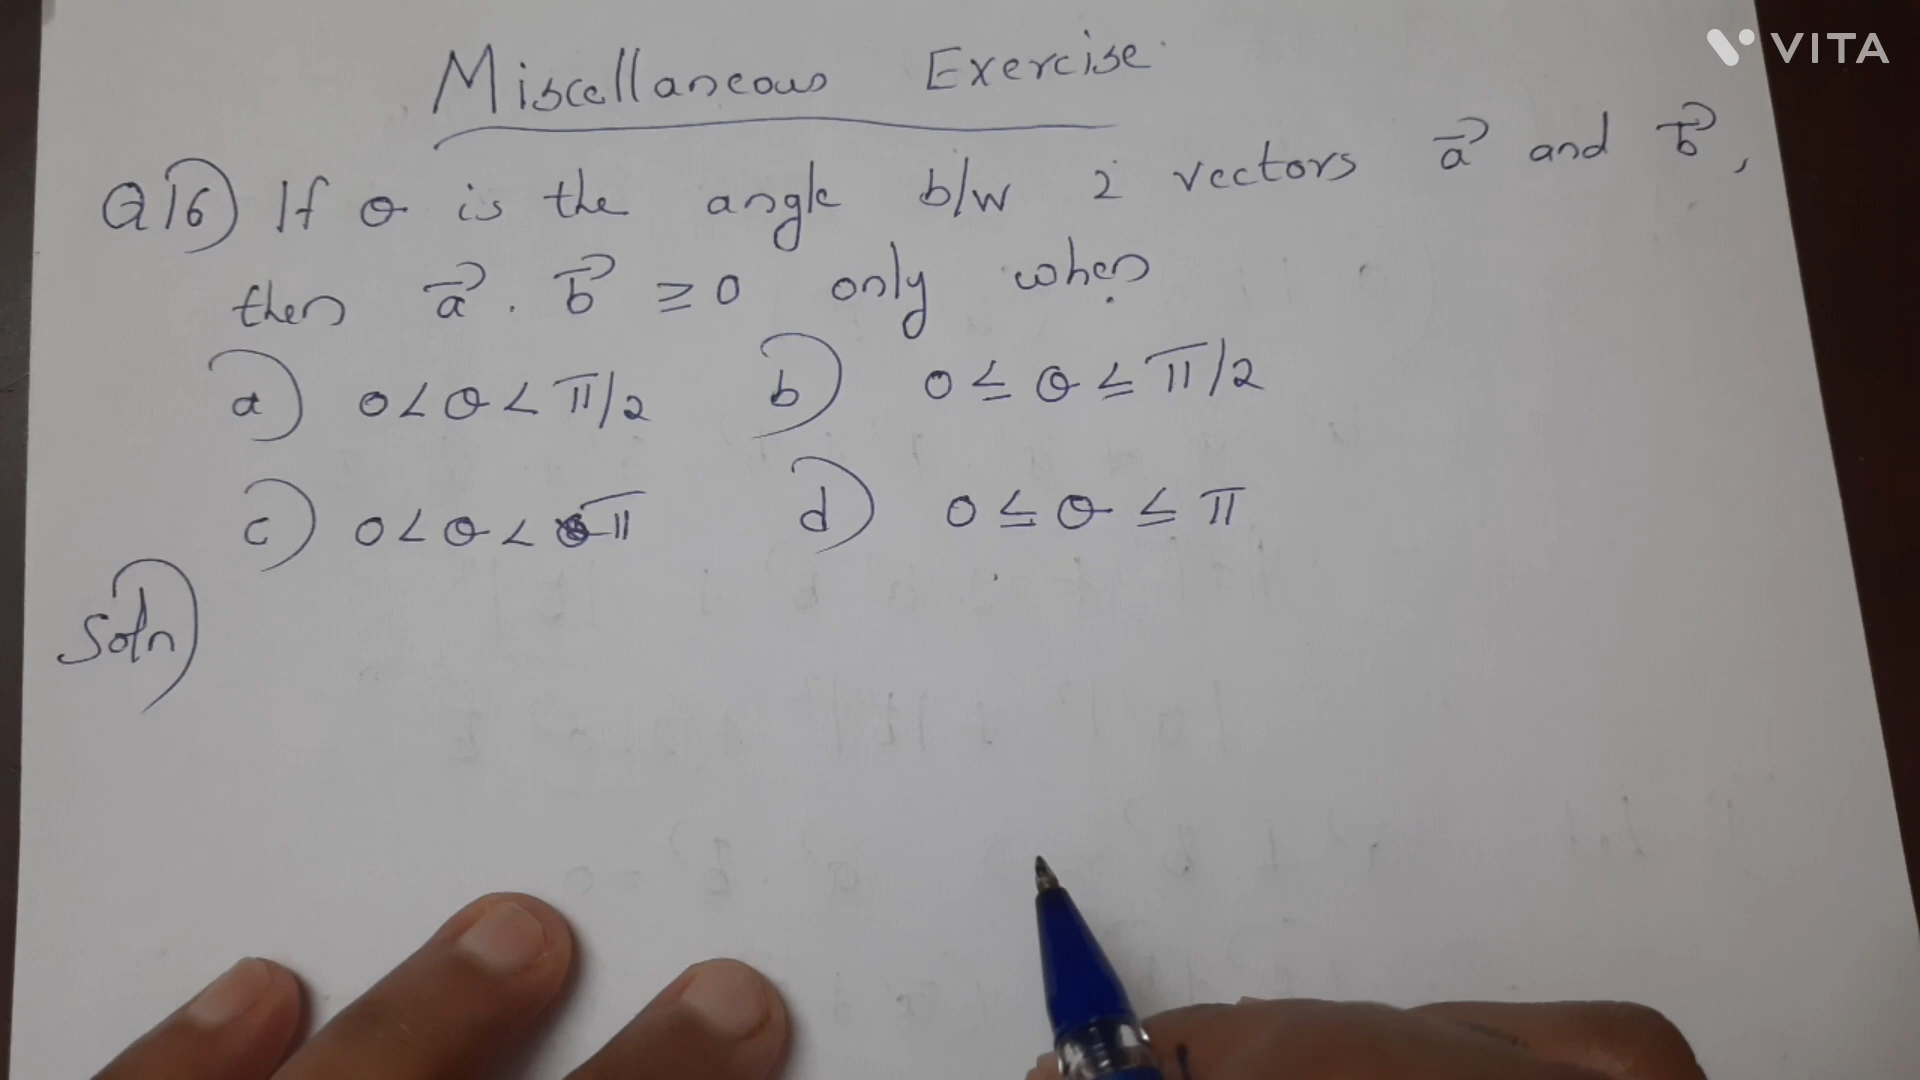 VITA
Miscellaneous Exercise.
Q16) If θ is the angle b/w 2 vectors a⃗ and b⃗,
then a⃗ . b⃗ ≥ 0 only when
a) 0 < θ < π/2 b) 0 ≤ θ ≤ π/2
c) 0 < θ < π d) 0 ≤ θ ≤ π
Soln)